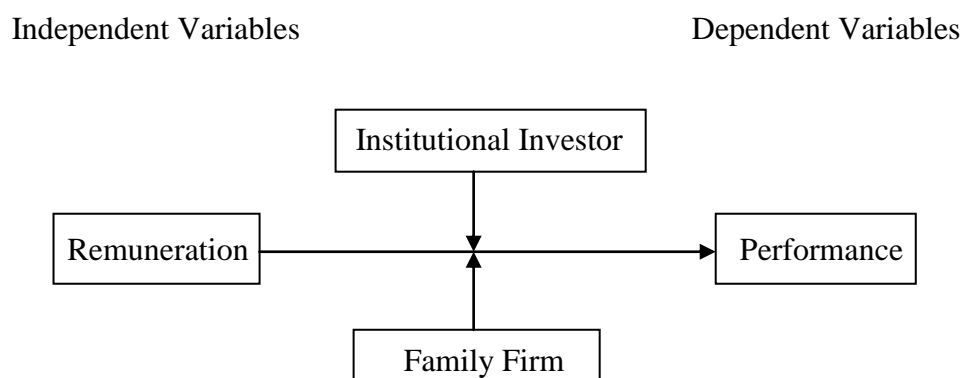 Independent Variables
Dependent Variables
Institutional Investor
Remuneration
Performance
Family Firm